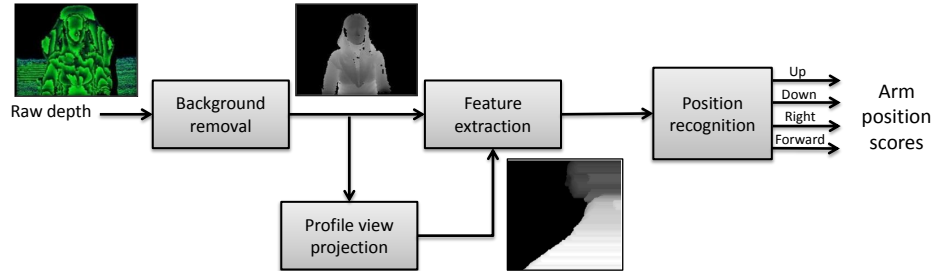 Raw depth
Background
removal
Feature
extraction
Profile view
projection
Position
recognition
Up
Down
Right
Forward
Arm
position
scores